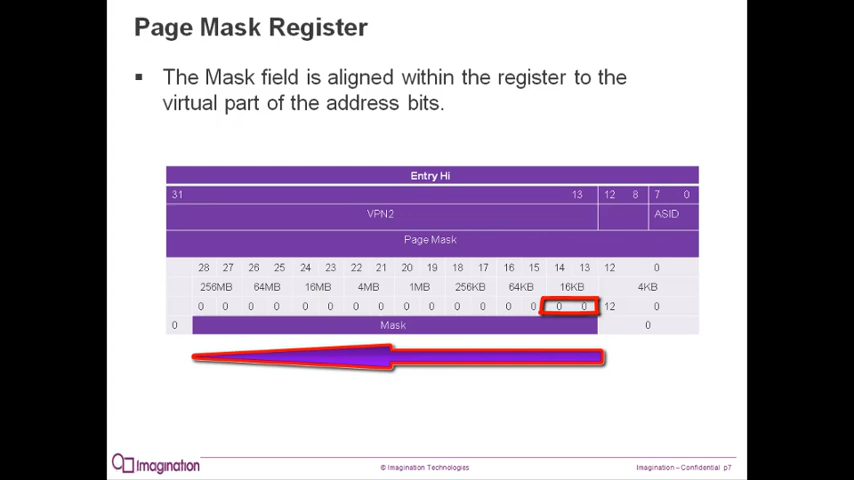 Page Mask Register
▪ The Mask field is aligned within the register to the
virtual part of the address bits.
Entry Hi
31 13 12 8 7 0
VPN2 ASID
Page Mask
28 27 26 25 24 23 22 21 20 19 18 17 16 15 14 13 12 0
256MB 64MB 16MB 4MB 1MB 256KB 64KB 16KB 4KB
0 0 0 0 0 0 0 0 0 0 0 0 0 0 0 0 12 0
0 Mask 0
Imagination © Imagination Technologies Imagination – Confidential p7